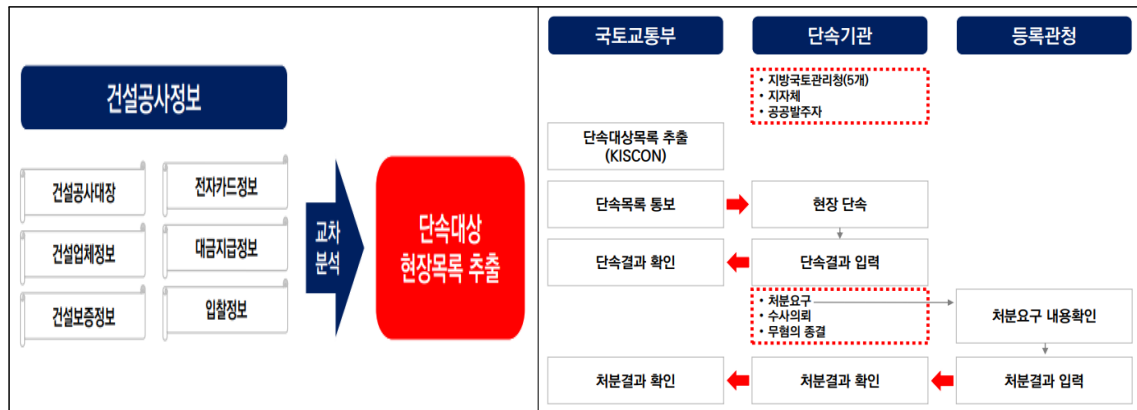 건설공사정보
건설공사대장
전자카드정보
건설업체정보
대금지급정보
건설보증정보
입찰정보
교차
분석
단속대상
현장목록 추출
국토교통부
단속기관
등록관청
• 지방국토관리청(5개)
• 지자체
• 공공발주자
단속대상목록 추출
(KISCON)
단속목록 통보
현장 단속
단속결과 확인
단속결과 입력
• 처분요구
• 수사의뢰
• 무혐의 종결
처분요구 내용확인
처분결과 확인
처분결과 확인
처분결과 입력